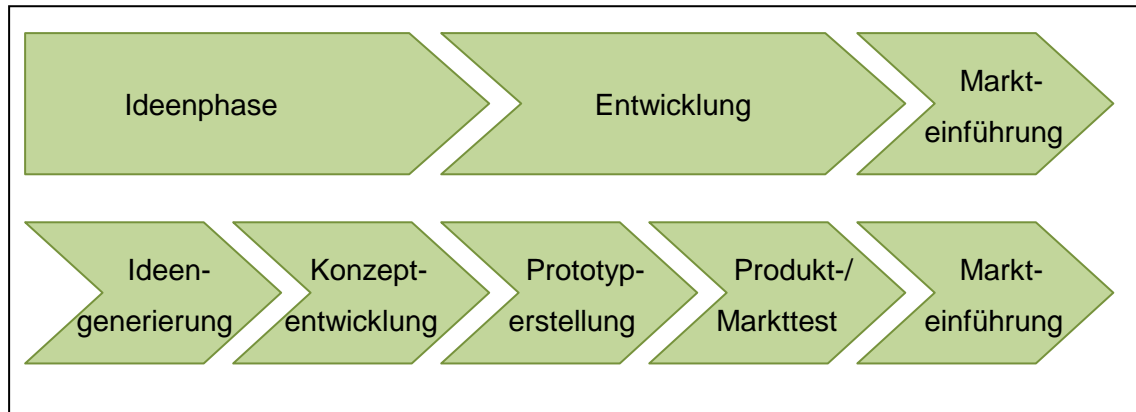 Ideenphase
Entwicklung
Markt-
einführung
Ideen-
generierung
Konzept-
entwicklung
Prototyp-
erstellung
Produkt-/
Markttest
Markt-
einführung